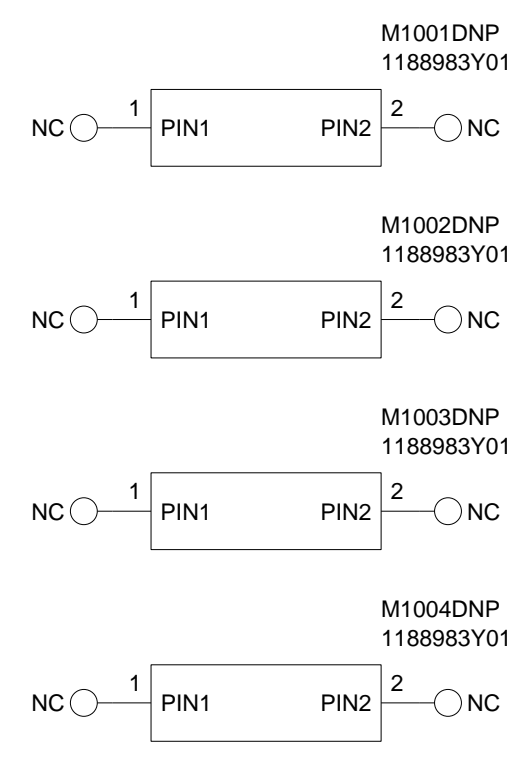 M1001DNP
1188983Y01
1 2
NC PIN1 PIN2 NC
M1002DNP
1188983Y01
1 2
NC PIN1 PIN2 NC
M1003DNP
1188983Y01
1 2
NC PIN1 PIN2 NC
M1004DNP
1188983Y01
1 2
NC PIN1 PIN2 NC